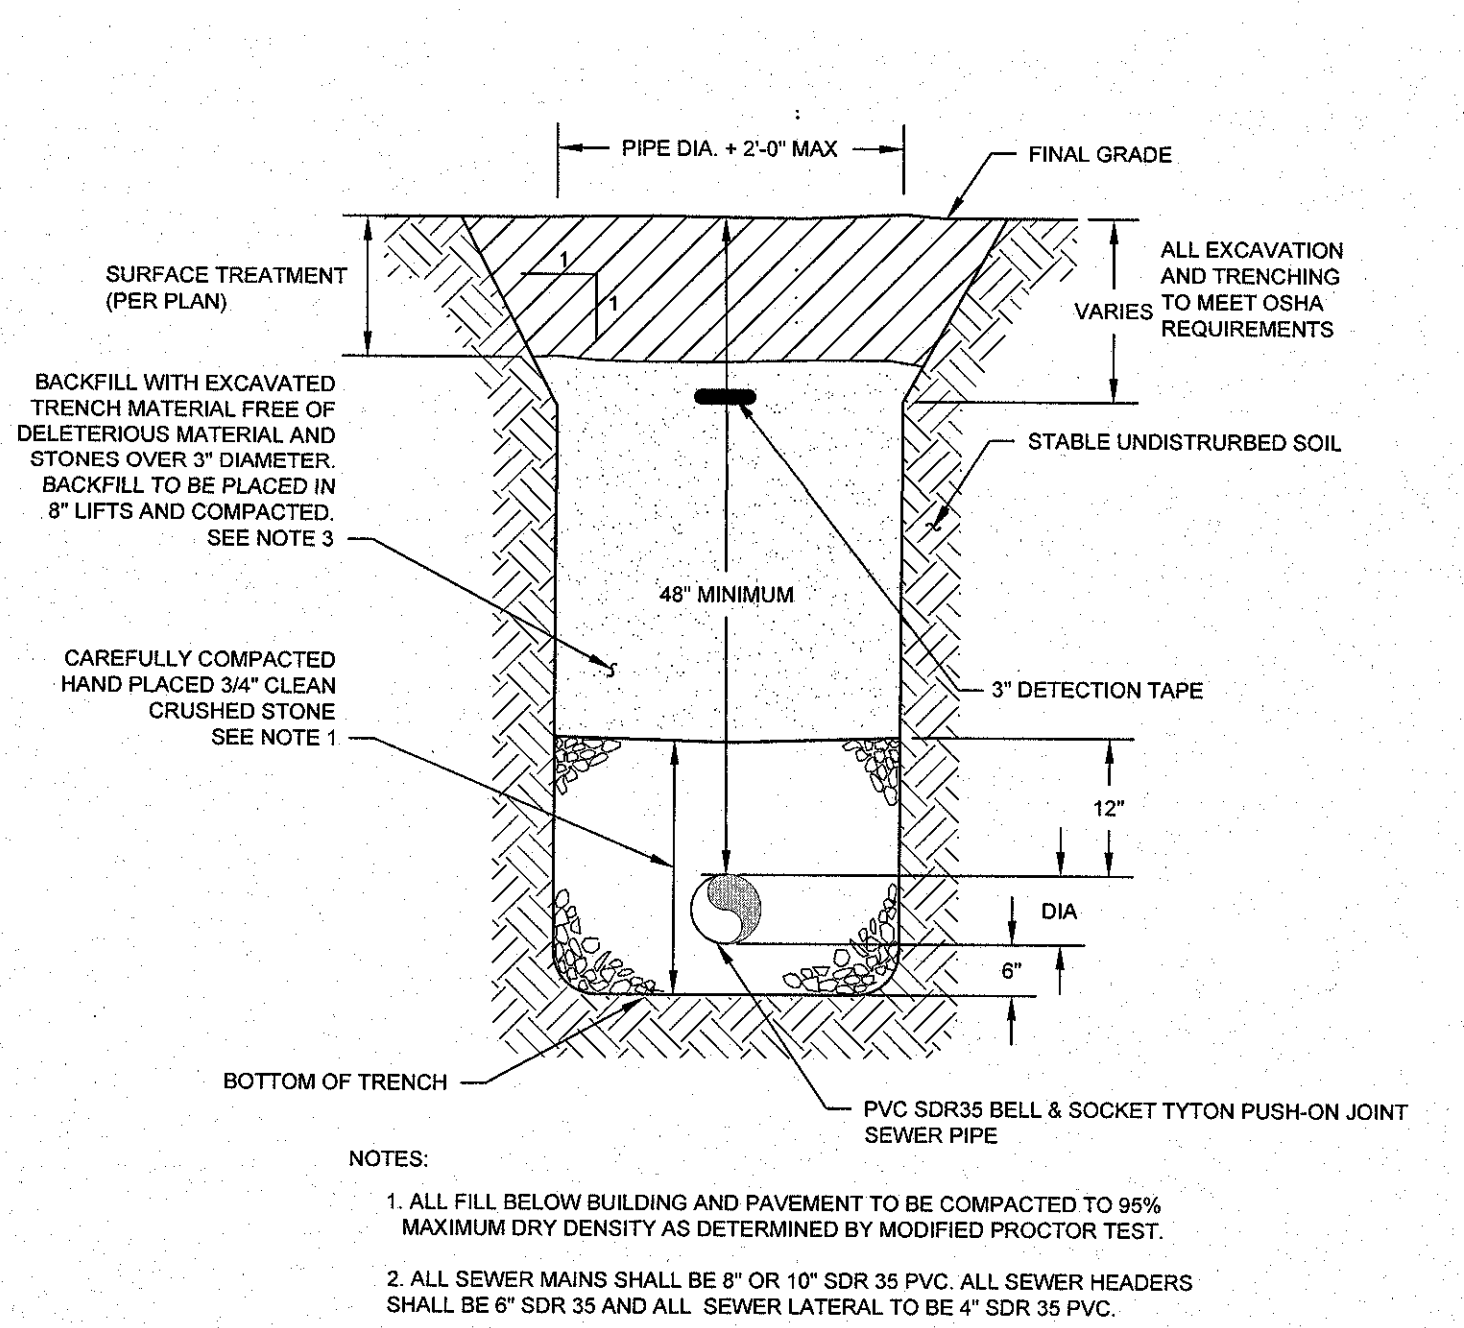 PIPE DIA. + 2'-0" MAX
FINAL GRADE
SURFACE TREATMENT
(PER PLAN)
1
1
VARIES
ALL EXCAVATION
AND TRENCHING
TO MEET OSHA
REQUIREMENTS
BACKFILL WITH EXCAVATED
TRENCH MATERIAL FREE OF
DELETERIOUS MATERIAL AND
STONES OVER 3" DIAMETER.
BACKFILL TO BE PLACED IN
8" LIFTS AND COMPACTED.
SEE NOTE 3
STABLE UNDISTRURBED SOIL
48" MINIMUM
CAREFULLY COMPACTED
HAND PLACED 3/4" CLEAN
CRUSHED STONE
SEE NOTE 1
3" DETECTION TAPE
12"
DIA
6"
BOTTOM OF TRENCH
PVC SDR35 BELL & SOCKET TYTON PUSH-ON JOINT
SEWER PIPE
NOTES:
1. ALL FILL BELOW BUILDING AND PAVEMENT TO BE COMPACTED TO 95%
MAXIMUM DRY DENSITY AS DETERMINED BY MODIFIED PROCTOR TEST.
2. ALL SEWER MAINS SHALL BE 8" OR 10" SDR 35 PVC. ALL SEWER HEADERS
SHALL BE 6" SDR 35 AND ALL SEWER LATERAL TO BE 4" SDR 35 PVC.